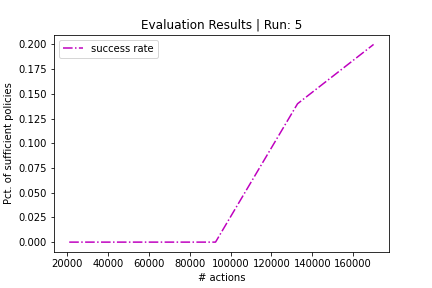 Evaluation Results | Run: 5
success rate
Pct. of sufficient policies
0.200
0.175
0.150
0.125
0.100
0.075
0.050
0.025
0.000
20000 40000 60000 80000 100000 120000 140000 160000
# actions